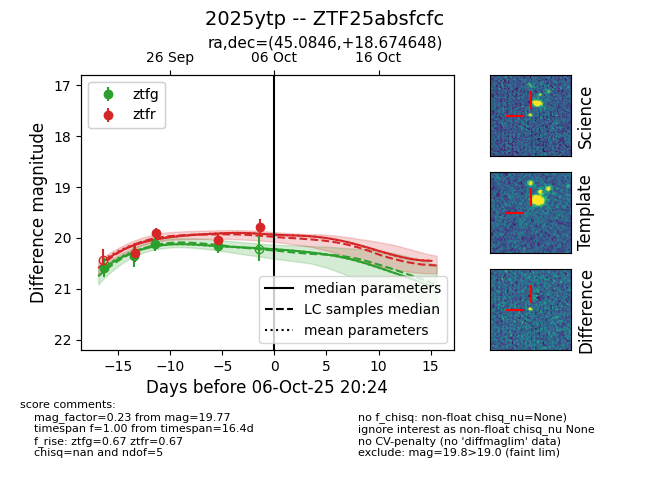 2025ytp -- ZTF25absfcfc
ra,dec=(45.0846,+18.674648)
26 Sep
06 Oct
16 Oct
ztfg
ztfr
17
18
19
20
21
22
Difference magnitude
median parameters
LC samples median
mean parameters
−15
−10
−5
0
5
10
15
Days before 06-Oct-25 20:24
Science
Template
Difference
score comments:
mag_factor=0.23 from mag=19.77
timespan f=1.00 from timespan=16.4d
f_rise: ztfg=0.67 ztfr=0.67
chisq=nan and ndof=5
no f_chisq: non-float chisq_nu=None)
ignore interest as non-float chisq_nu None
no CV-penalty (no 'diffmaglim' data)
exclude: mag=19.8>19.0 (faint lim)